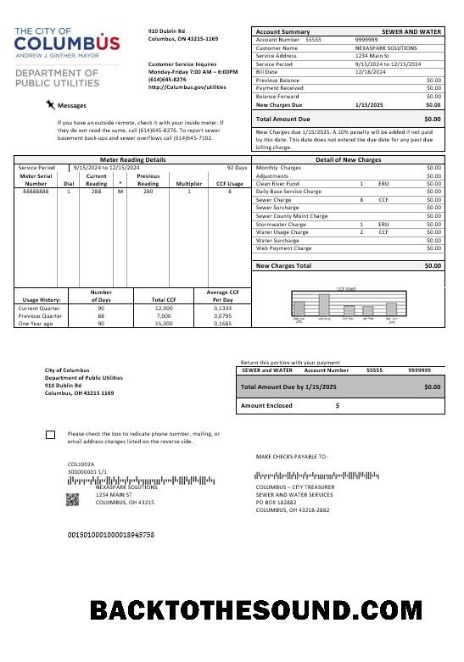 THE CITY OF
COLUMBUS
ANDREW J. GINTHER, MAYOR
DEPARTMENT OF
PUBLIC UTILITIES
910 Dublin Rd
Columbus, ON 43215-1169
Customer Service Inquires
Monday-Friday 7:00 AM – 6:00PM
(614)645-8276
http://Columbus.gov/utilities
Messages
If you have an outside remote, check it with your inside meter. If
they do not read the same, call (614)645-8276. To report sewer
basement back-ups and sewer overflows call (614)645-7102.
Account Summary SEWER AND WATER
Account Number 55555 9999999
Customer Name NEXASPARK SOLUTIONS
Service Address 1234 Main St
Service Period 9/15/2024 to 12/15/2024
Bill Date 12/18/2024
Previous Balance $0.00
Payment Received $0.00
Balance Forward $0.00
New Charges Due 1/15/2025 $0.00
Total Amount Due $0.00
New Charges due 1/15/2025. A 10% penalty will be added if not paid
by this date. This date does not extend the due date for any past due
billing charge.
Meter Reading Details
Service Period 9/15/2024 to 12/15/2024 92 Days
Meter Serial Number Dial Current Reading * Previous Reading Multiplier CCF Usage
88888888 1 288 M 280 1 8
Usage History: Number of Days Total CCF Average CCF Per Day
Current Quarter 90 12,000 0,1333
Previous Quarter 88 7,000 0,0795
One Year ago 90 15,000 0,1685
Detail of New Charges
Monthly Charges $0.00
Adjustments $0.00
Clean River Fund 1 ERU $0.00
Daily Base Service Charge $0.00
Sewer Charge 8 CCF $0.00
Sewer Surcharge $0.00
Sewer County Maint Charge $0.00
Stormwater Charge 1 ERU $0.00
Water Usage Charge 2 CCF $0.00
Water Surcharge $0.00
Web Payment Charge $0.00
New Charges Total $0.00
CCF USAGE
City of Columbus
Department of Public Utilities
910 Dublin Rd
Columbus, OH 43215 1169
Return this portion with your payment
SEWER and WATER Account Number 55555 9999999
Total Amount Due by 1/15/2025 $0.00
Amount Enclosed $
Please check the box to indicate phone number, mailing, or
email address changes listed on the reverse side.
COL1002A
300000001 1/1
NEXASPARK SOLUTIONS
1234 MAIN ST
COLUMBUS, OH 43215
MAKE CHECKS PAYABLE TO:
COLUMBUS – CITY TREASURER
SEWER AND WATER SERVICES
PO BOX 182882
COLUMBUS, OH 43218-2882
0015010001000018945758
BACKTOTHESOUND.COM